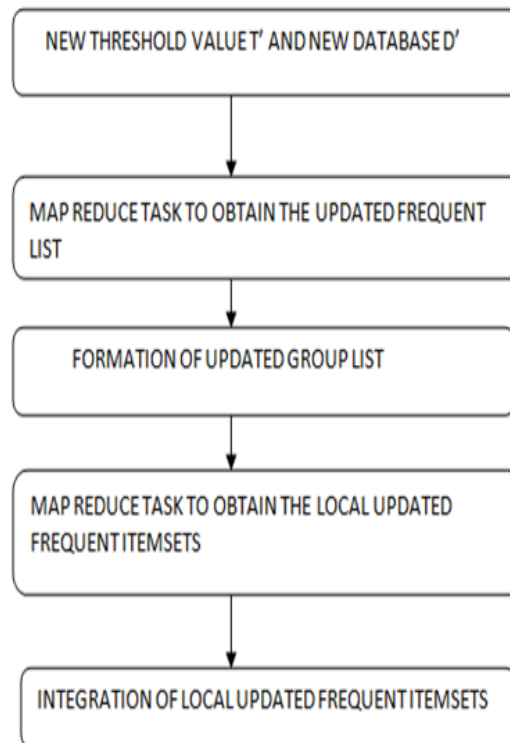 NEW THRESHOLD VALUE T′ AND NEW DATABASE D′
MAP REDUCE TASK TO OBTAIN THE UPDATED FREQUENT
LIST
FORMATION OF UPDATED GROUP LIST
MAP REDUCE TASK TO OBTAIN THE LOCAL UPDATED
FREQUENT ITEMSETS
INTEGRATION OF LOCAL UPDATED FREQUENT ITEMSETS